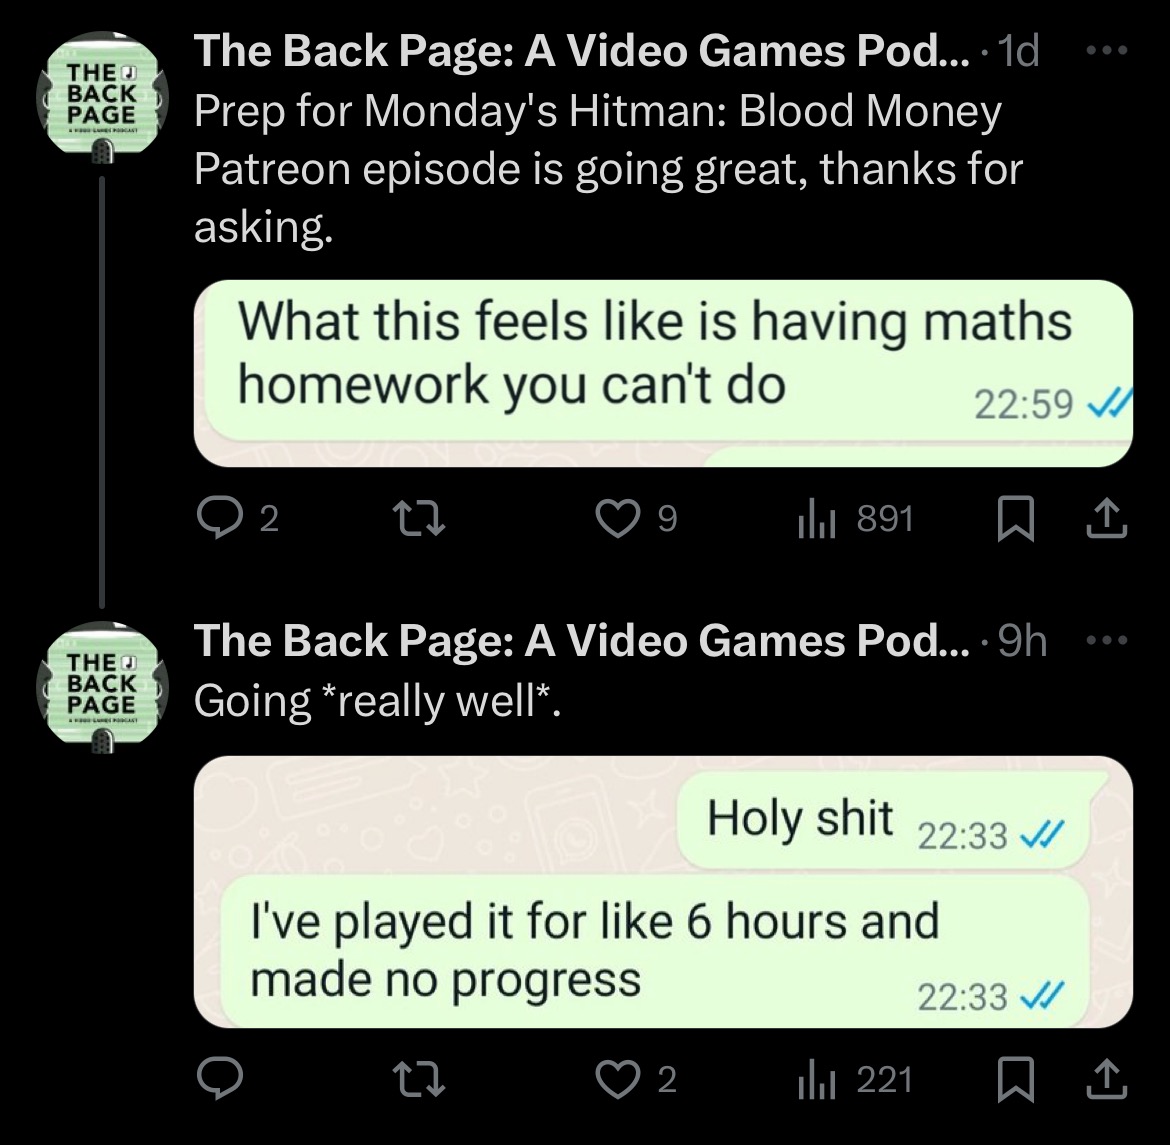 The Back Page: A Video Games Pod... · 1d
THE
BACK
PAGE
A VIDEO GAMES PODCAST
Prep for Monday's Hitman: Blood Money
Patreon episode is going great, thanks for
asking.
What this feels like is having maths
homework you can't do
22:59
2 9 891
The Back Page: A Video Games Pod... · 9h
THE
BACK
PAGE
A VIDEO GAMES PODCAST
Going *really well*.
Holy shit 22:33
I've played it for like 6 hours and
made no progress
22:33
2 221